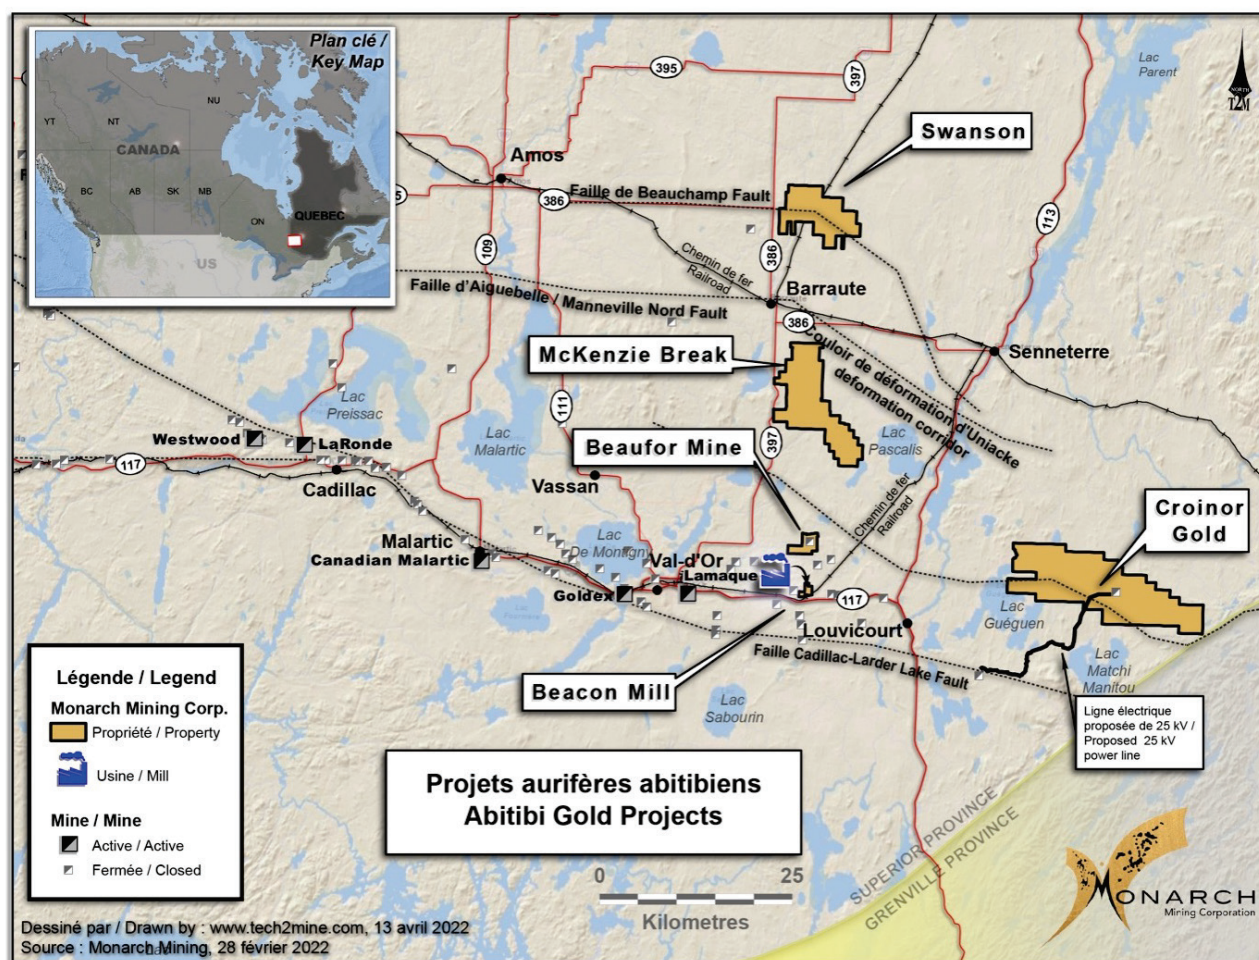 Plan clé /
Key Map
YT
NT
NU
CANADA
BC
AB
SK
MB
ON
QUEBEC
US
395
397
Lac
Parent
NORTH
T2M
Swanson
Amos
Faille de Beauchamp Fault
386
113
109
386
Chemin de fer
Railroad
Barraute
Faille d'Aiguebelle / Manneville Nord Fault
386
McKenzie Break
Senneterre
Couloir de déformation d'Uniacke
deformation corridor
Lac
Preissac
111
Westwood
LaRonde
Lac
Malartic
Beaufor Mine
397
Lac
Pascalis
117
Cadillac
Vassan
Chemin de fer
Railroad
Croinor
Gold
Malartic
Canadian Malartic
Lac
De Montigny
Val-d'Or
Lamaque
Goldex
117
Louvicourt
Lac
Guéguen
Faille Cadillac-Larder Lake Fault
Lac
Matchi
Manitou
Beacon Mill
Lac
Sabourin
Ligne électrique
proposée de 25 kV /
Proposed 25 kV
power line
Légende / Legend
Monarch Mining Corp.
Propriété / Property
Usine / Mill
Mine / Mine
Active / Active
Fermée / Closed
Projets aurifères abitibiens
Abitibi Gold Projects
0 25
Kilometres
SUPERIOR PROVINCE
GRENVILLE PROVINCE
MONARCH
Mining Corporation
Dessiné par / Drawn by : www.tech2mine.com, 13 avril 2022
Source : Monarch Mining, 28 février 2022